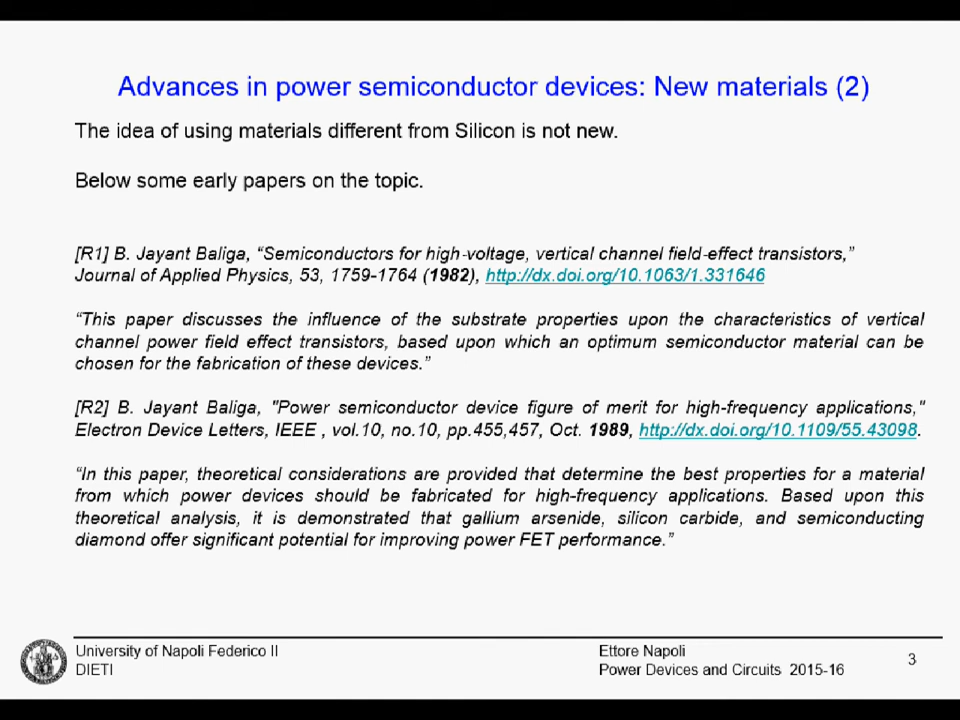 Advances in power semiconductor devices: New materials (2)
The idea of using materials different from Silicon is not new.
Below some early papers on the topic.
[R1] B. Jayant Baliga, “Semiconductors for high-voltage, vertical channel field-effect transistors,”
Journal of Applied Physics, 53, 1759-1764 (1982), http://dx.doi.org/10.1063/1.331646
“This paper discusses the influence of the substrate properties upon the characteristics of vertical
channel power field effect transistors, based upon which an optimum semiconductor material can be
chosen for the fabrication of these devices.”
[R2] B. Jayant Baliga, "Power semiconductor device figure of merit for high-frequency applications,"
Electron Device Letters, IEEE , vol.10, no.10, pp.455,457, Oct. 1989, http://dx.doi.org/10.1109/55.43098.
“In this paper, theoretical considerations are provided that determine the best properties for a material
from which power devices should be fabricated for high-frequency applications. Based upon this
theoretical analysis, it is demonstrated that gallium arsenide, silicon carbide, and semiconducting
diamond offer significant potential for improving power FET performance.”
University of Napoli Federico II
DIETI
Ettore Napoli
Power Devices and Circuits 2015-16
3